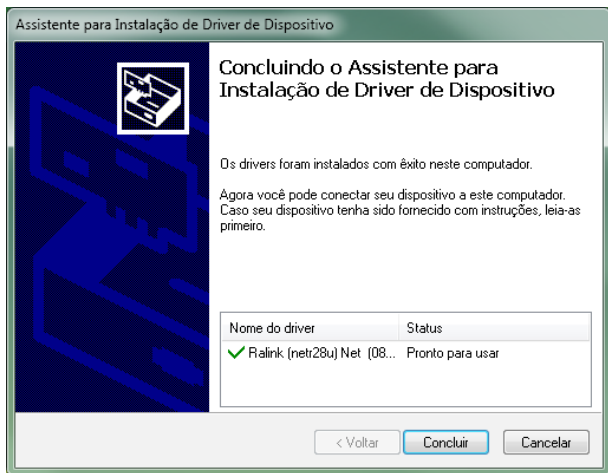 Assistente para Instalação de Driver de Dispositivo
Concluindo o Assistente para
Instalação de Driver de Dispositivo
Os drivers foram instalados com êxito neste computador.
Agora você pode conectar seu dispositivo a este computador.
Caso seu dispositivo tenha sido fornecido com instruções, leia-as
primeiro.
Nome do driver Status
Ralink (netr28u) Net (08... Pronto para usar
< Voltar Concluir Cancelar